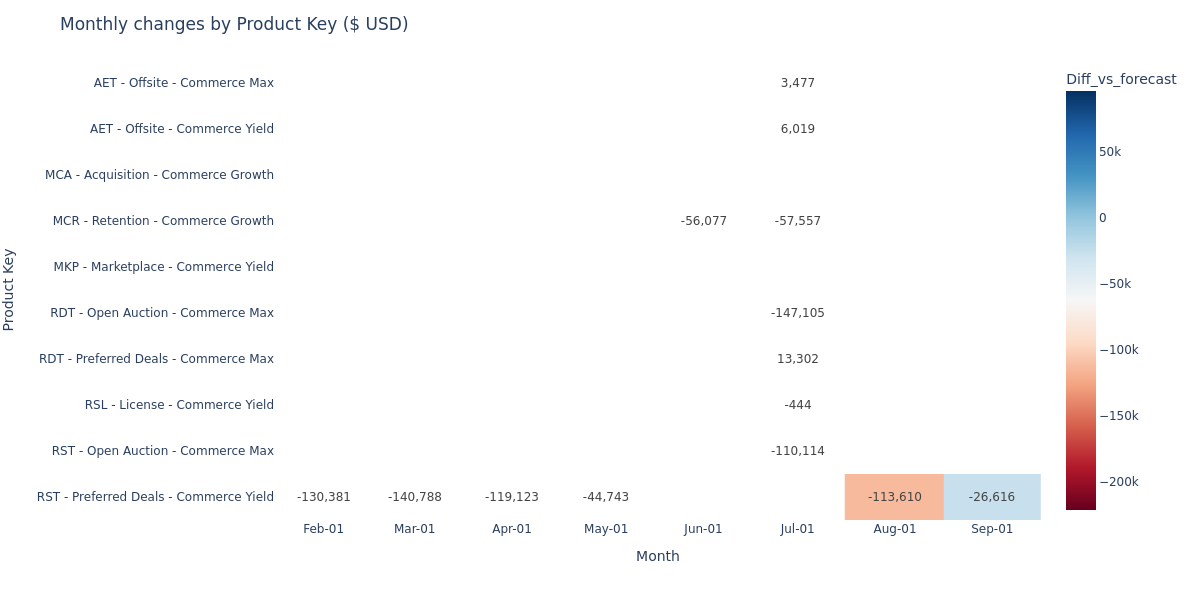 Monthly changes by Product Key ($ USD)
Diff_vs_forecast
AET - Offsite - Commerce Max 3,477
AET - Offsite - Commerce Yield 6,019
MCA - Acquisition - Commerce Growth
MCR - Retention - Commerce Growth -56,077 -57,557
MKP - Marketplace - Commerce Yield
RDT - Open Auction - Commerce Max -147,105
RDT - Preferred Deals - Commerce Max 13,302
RSL - License - Commerce Yield -444
RST - Open Auction - Commerce Max -110,114
RST - Preferred Deals - Commerce Yield -130,381 -140,788 -119,123 -44,743 -113,610 -26,616
Feb-01 Mar-01 Apr-01 May-01 Jun-01 Jul-01 Aug-01 Sep-01
Month
Product Key
50k
0
−50k
−100k
−150k
−200k